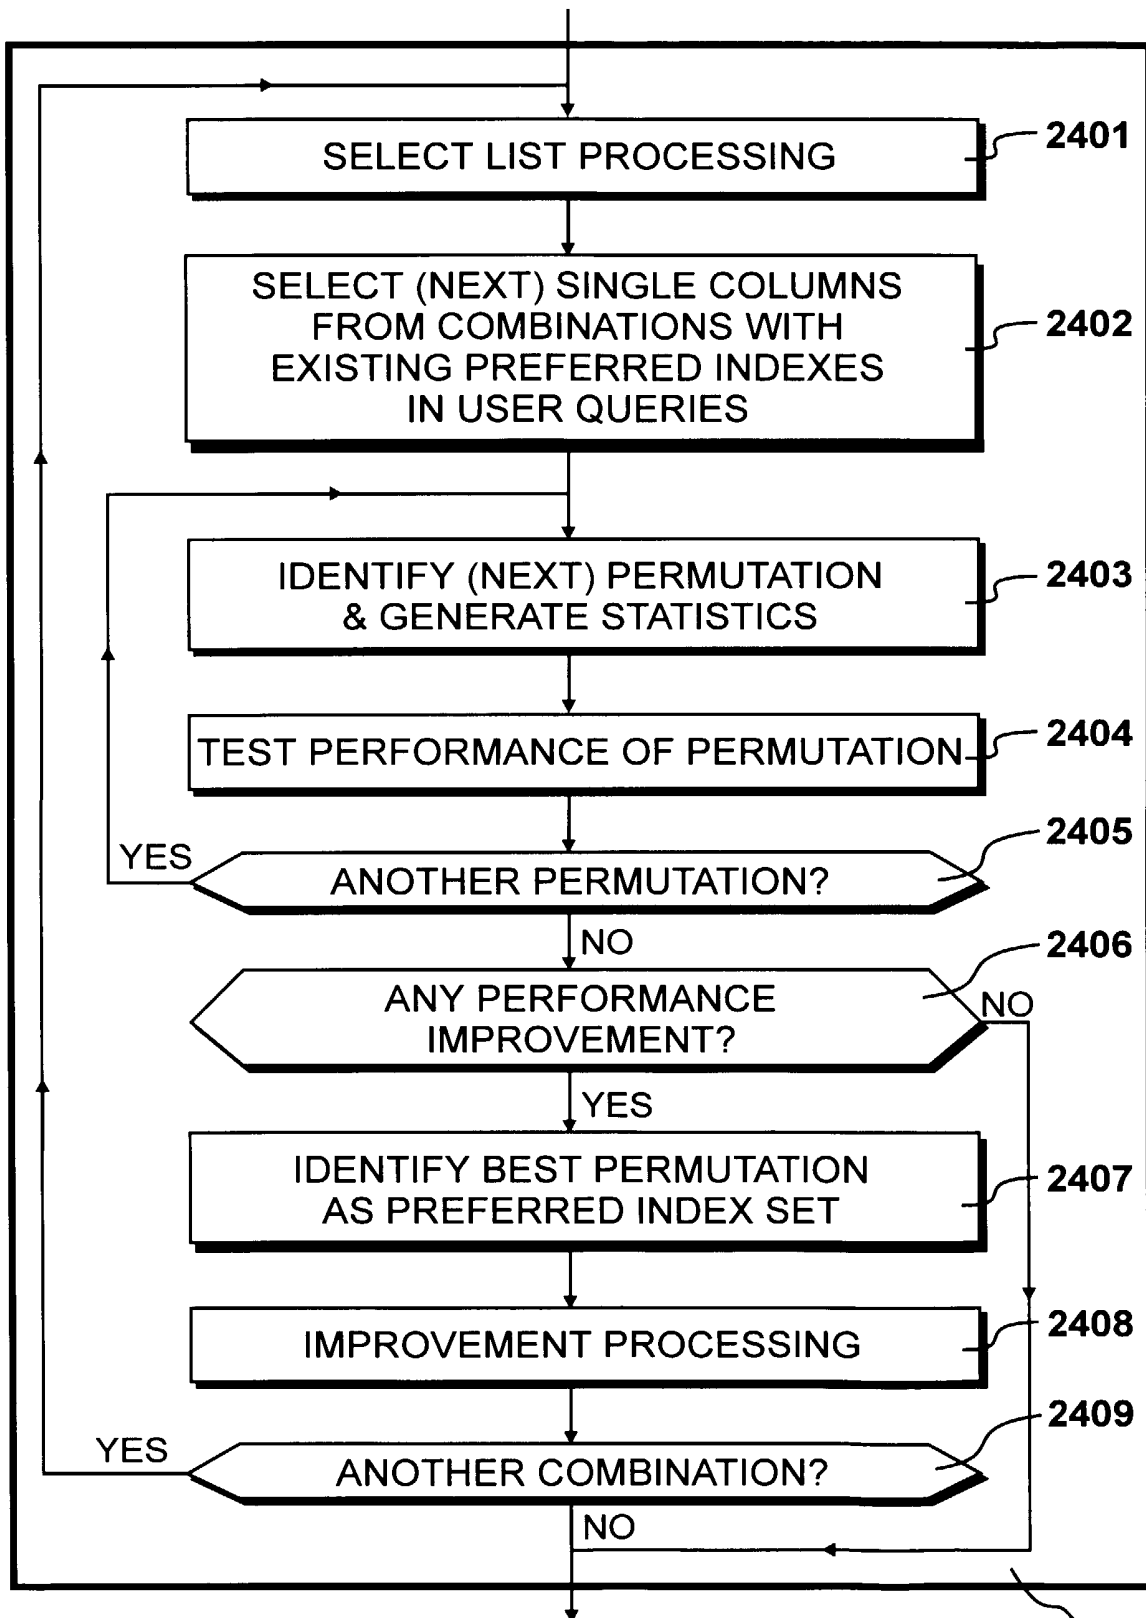 SELECT LIST PROCESSING
2401
SELECT (NEXT) SINGLE COLUMNS
FROM COMBINATIONS WITH
EXISTING PREFERRED INDEXES
IN USER QUERIES
2402
IDENTIFY (NEXT) PERMUTATION
& GENERATE STATISTICS
2403
TEST PERFORMANCE OF PERMUTATION
2404
2405
YES
ANOTHER PERMUTATION?
NO
2406
ANY PERFORMANCE
IMPROVEMENT?
NO
YES
IDENTIFY BEST PERMUTATION
AS PREFERRED INDEX SET
2407
IMPROVEMENT PROCESSING
2408
2409
YES
ANOTHER COMBINATION?
NO